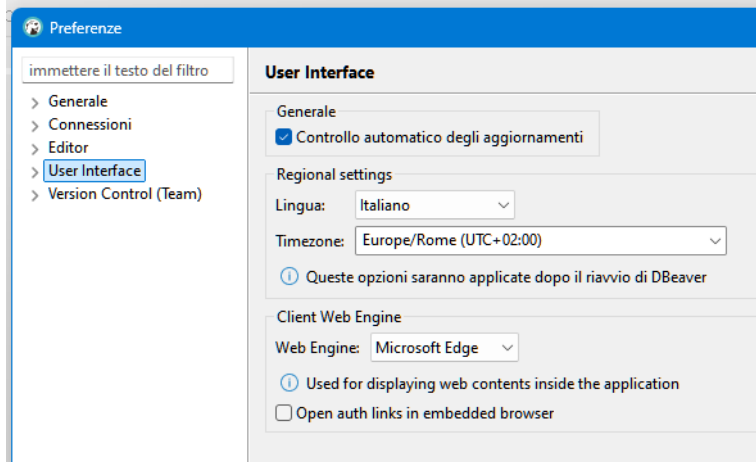 Preferenze
immettere il testo del filtro
Generale
Connessioni
Editor
User Interface
Version Control (Team)
User Interface
Generale
Controllo automatico degli aggiornamenti
Regional settings
Lingua: Italiano
Timezone: Europe/Rome (UTC+02:00)
Queste opzioni saranno applicate dopo il riavvio di DBeaver
Client Web Engine
Web Engine: Microsoft Edge
Used for displaying web contents inside the application
Open auth links in embedded browser